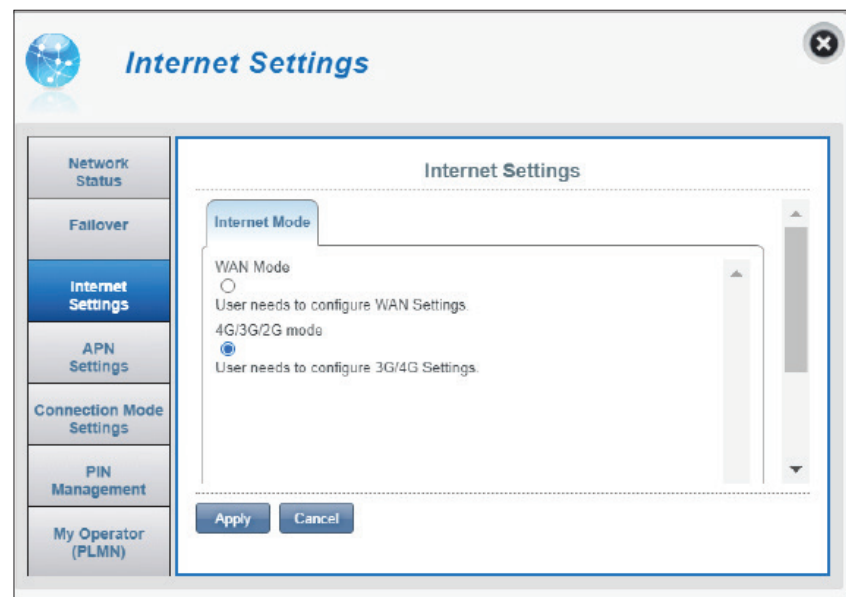 Internet Settings
Network
Status
Failover
Internet
Settings
APN
Settings
Connection Mode
Settings
PIN
Management
My Operator
(PLMN)
Internet Settings
Internet Mode
WAN Mode
User needs to configure WAN Settings.
4G/3G/2G mode
User needs to configure 3G/4G Settings.
Apply Cancel